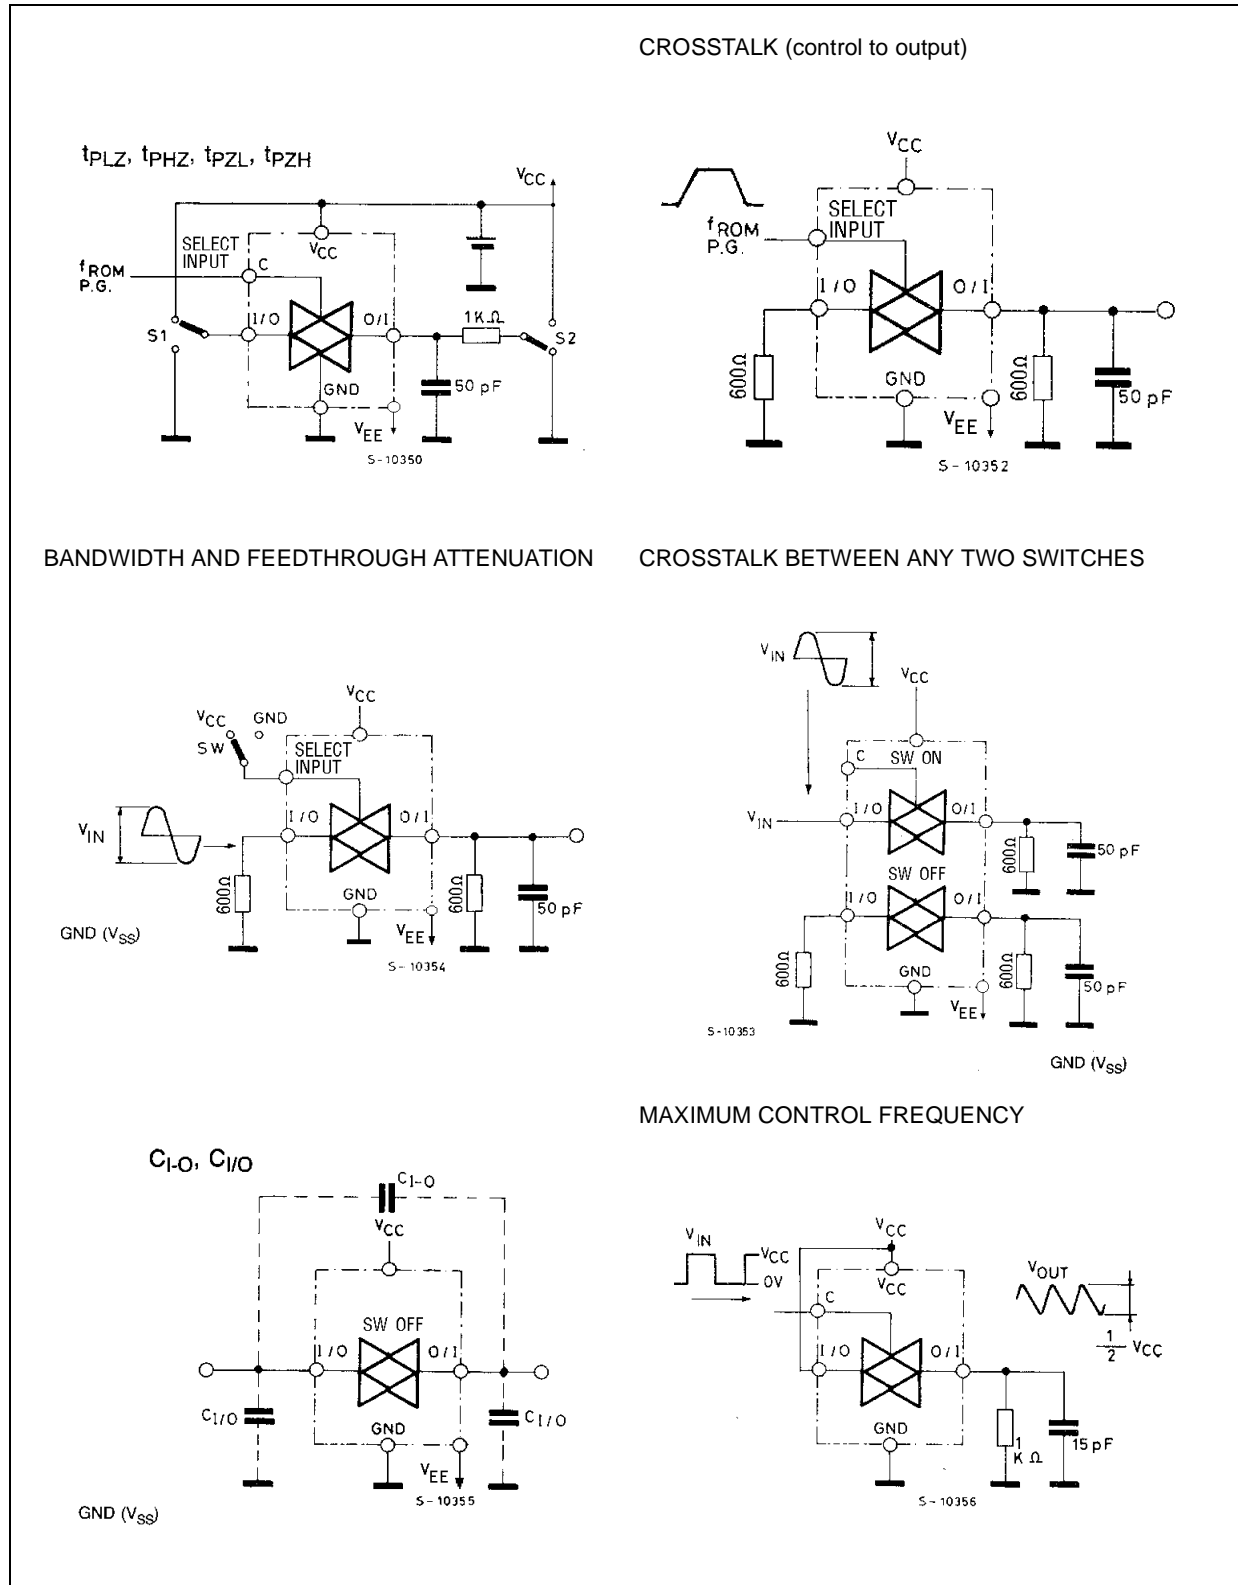 CROSSTALK (control to output)
tPLZ, tPHZ, tPZL, tPZH
VCC
VCC
SELECT
INPUT
C
fROM
P.G.
I/O
O/I
1KΩ
S1
S2
GND
50 pF
VEE
S-10350
VCC
SELECT
INPUT
fROM
P.G.
I/O
O/I
600Ω
GND
600Ω
50 pF
VEE
S-10352
BANDWIDTH AND FEEDTHROUGH ATTENUATION
VCC
VCC
GND
SW
SELECT
INPUT
I/O
O/I
VIN
600Ω
GND
600Ω
50 pF
GND (VSS)
VEE
S-10354
CROSSTALK BETWEEN ANY TWO SWITCHES
VIN
VCC
C
SW ON
I/O
O/I
VIN
600Ω
50 pF
SW OFF
I/O
O/I
600Ω
GND
600Ω
50 pF
VEE
S-10353
GND (VSS)
CI-O, CI/O
CI-O
VCC
SW OFF
I/O
O/I
CI/O
GND
CI/O
VEE
S-10355
GND (VSS)
MAXIMUM CONTROL FREQUENCY
VIN
VCC
0V
VCC
VCC
C
VOUT
I/O
O/I
1/2 VCC
GND
1
KΩ
15pF
S-10356